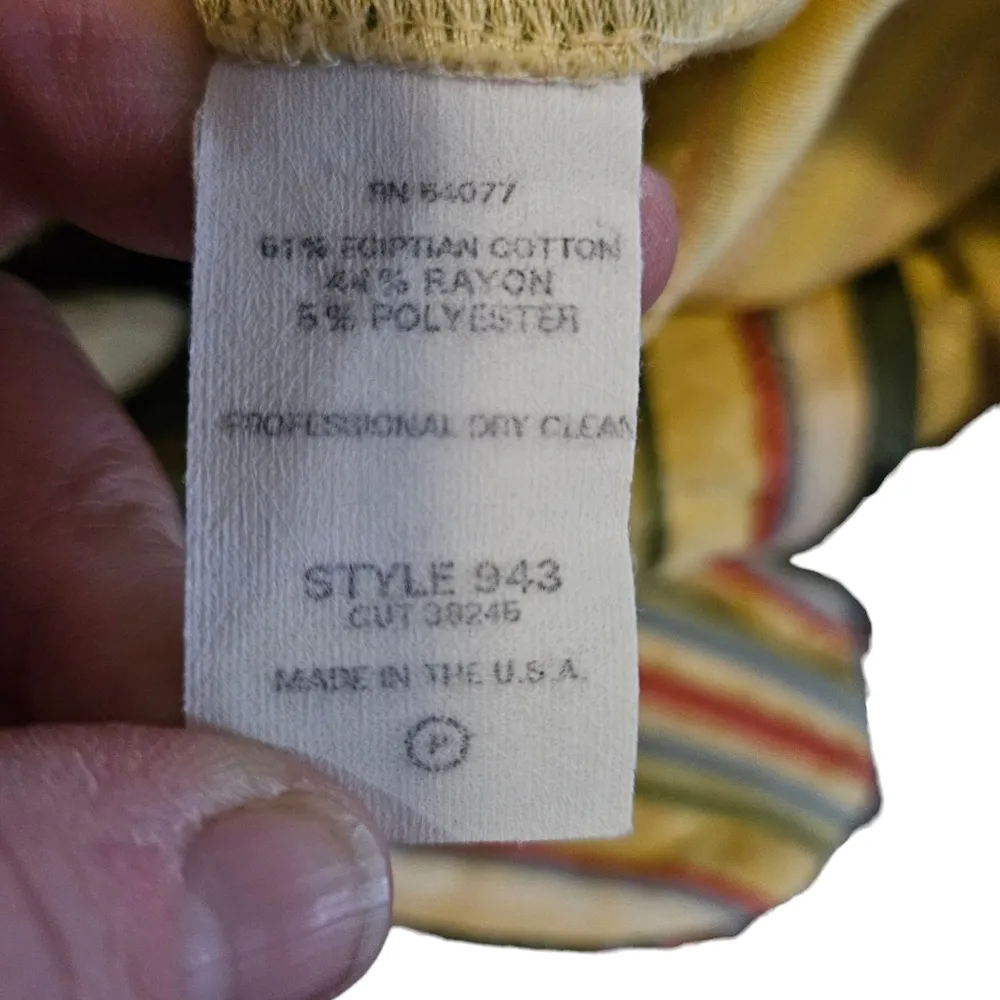 RN 54077
51% EGIPTIAN COTTON
44% RAYON
5% POLYESTER
PROFESSIONAL DRY CLEAN
STYLE 943
CUT 38245
MADE IN THE U.S.A.
P